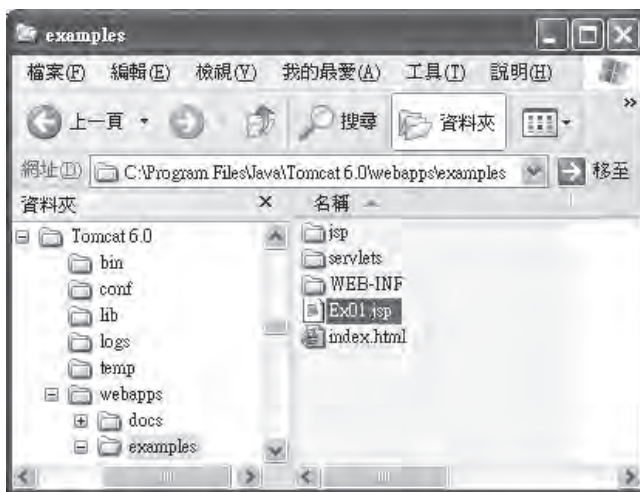 examples
檔案(F) 編輯(E) 檢視(V) 我的最愛(A) 工具(T) 說明(H)
上一頁 搜尋 資料夾 »
網址(D) C:\Program Files\Java\Tomcat 6.0\webapps\examples 移至
資料夾 × 名稱
Tomcat 6.0
bin
conf
lib
logs
temp
webapps
docs
examples
jsp
servlets
WEB-INF
Ex01.jsp
index.html